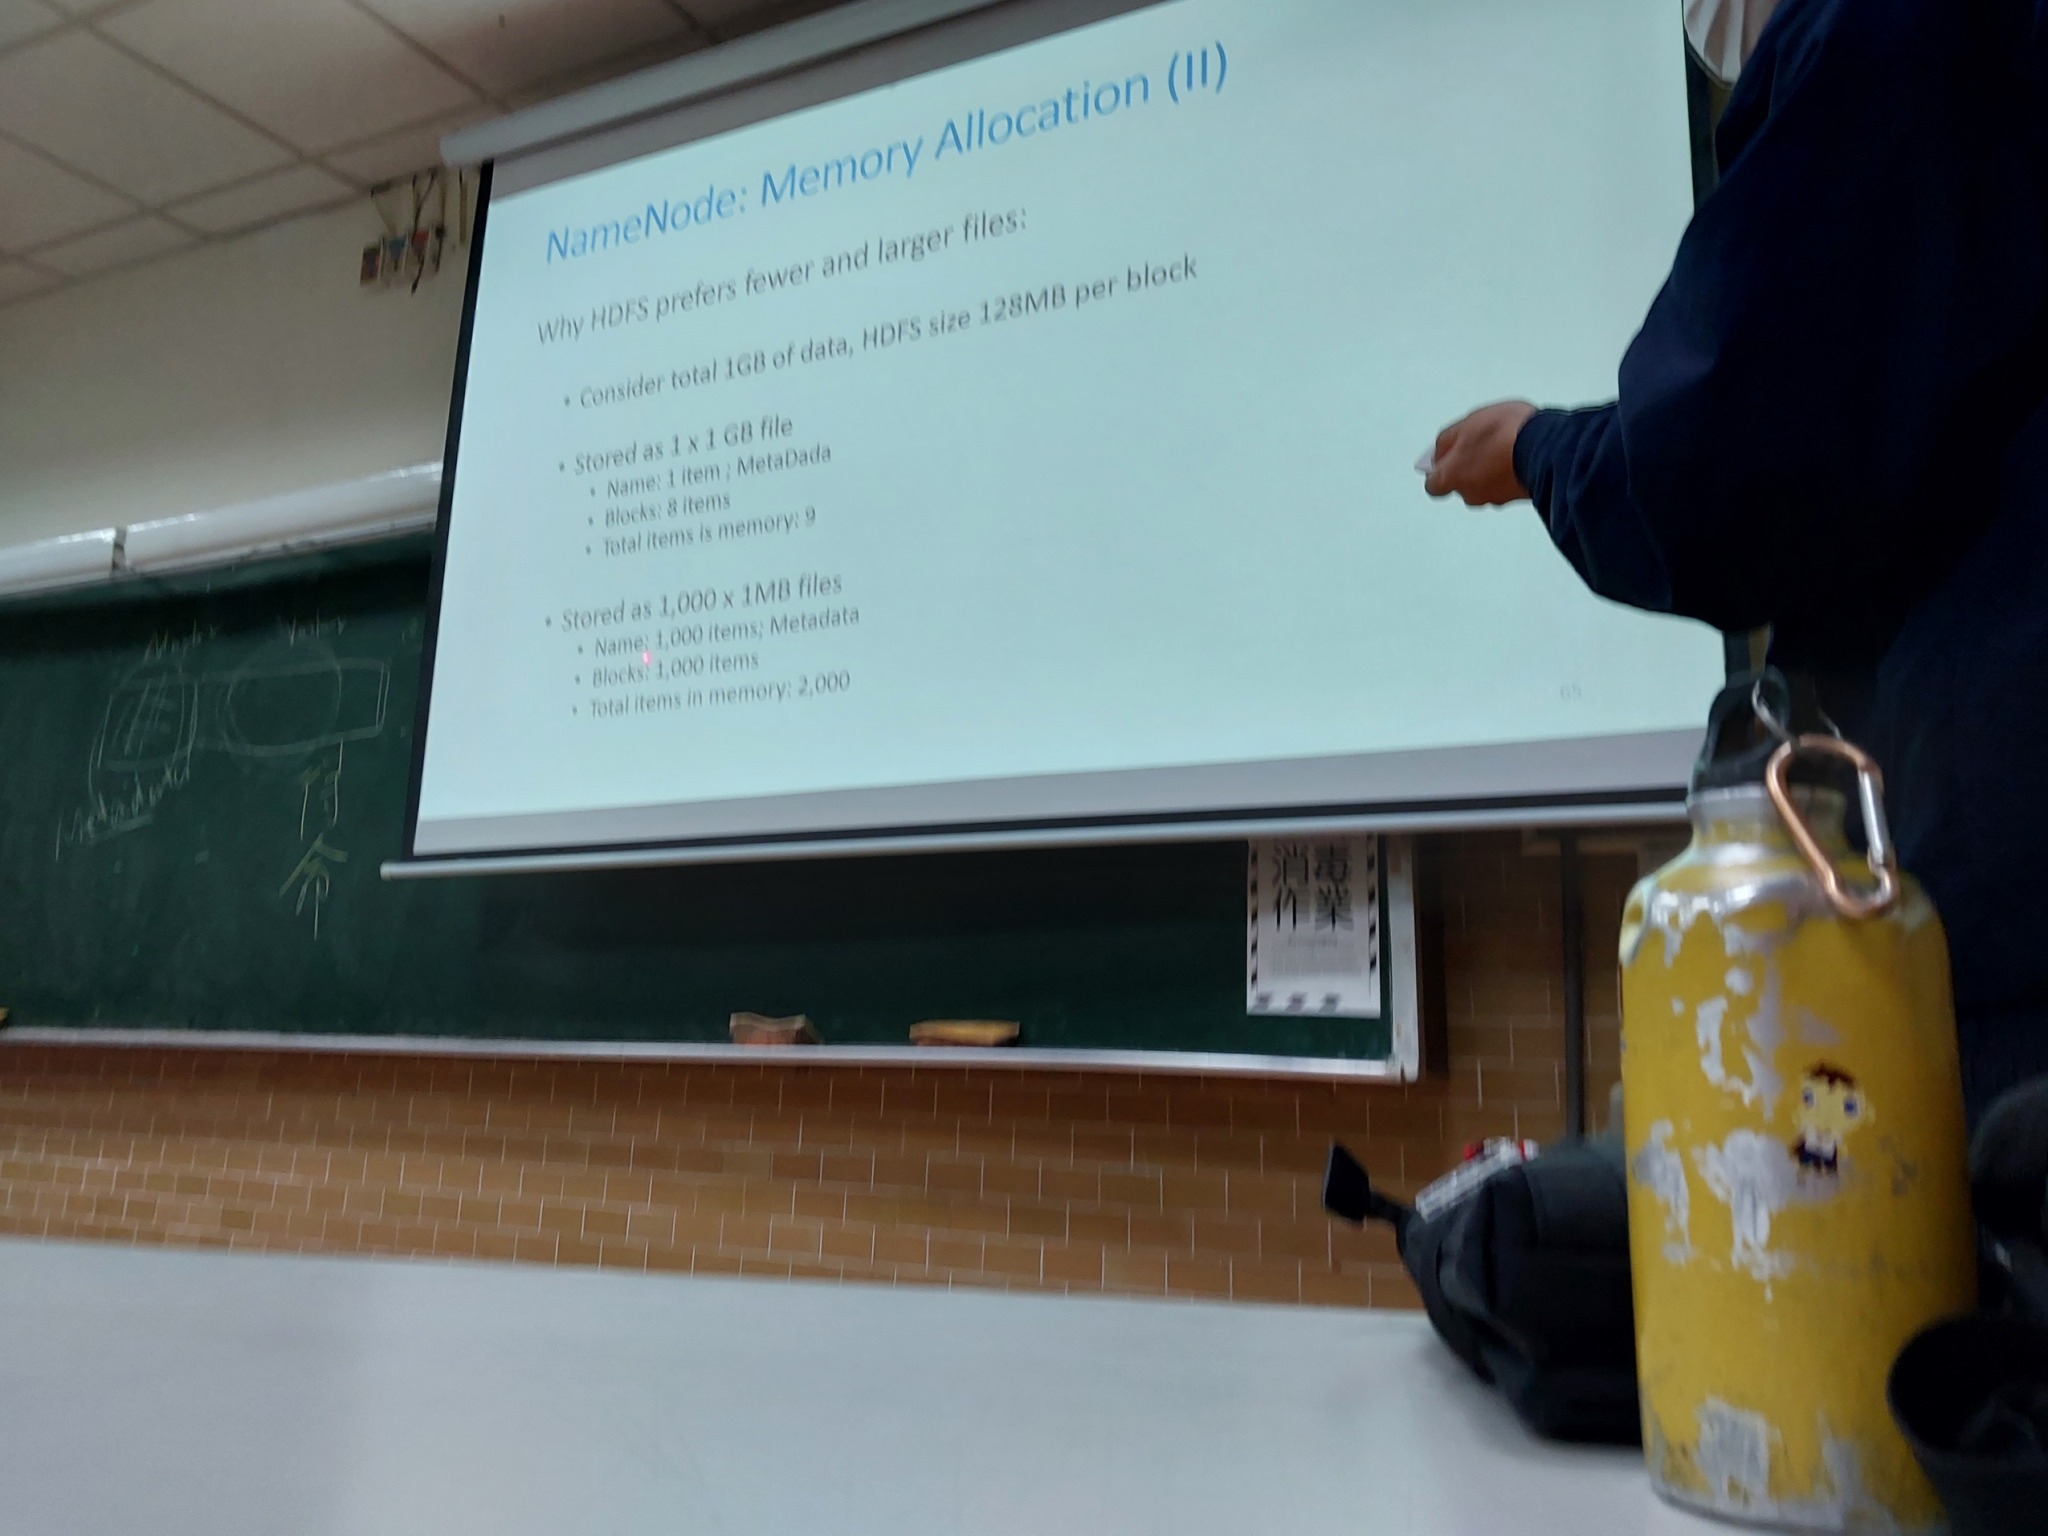 NameNode: Memory Allocation (II)
Why HDFS prefers fewer and larger files:
• Consider total 1GB of data, HDFS size 128MB per block
• Stored as 1 x 1 GB file
• Name: 1 item ; MetaDada
• Blocks: 8 items
• Total items is memory: 9
• Stored as 1,000 x 1MB files
• Name: 1,000 items; Metadata
• Blocks: 1,000 items
• Total items in memory: 2,000
65
Metadata
命
消毒
作業